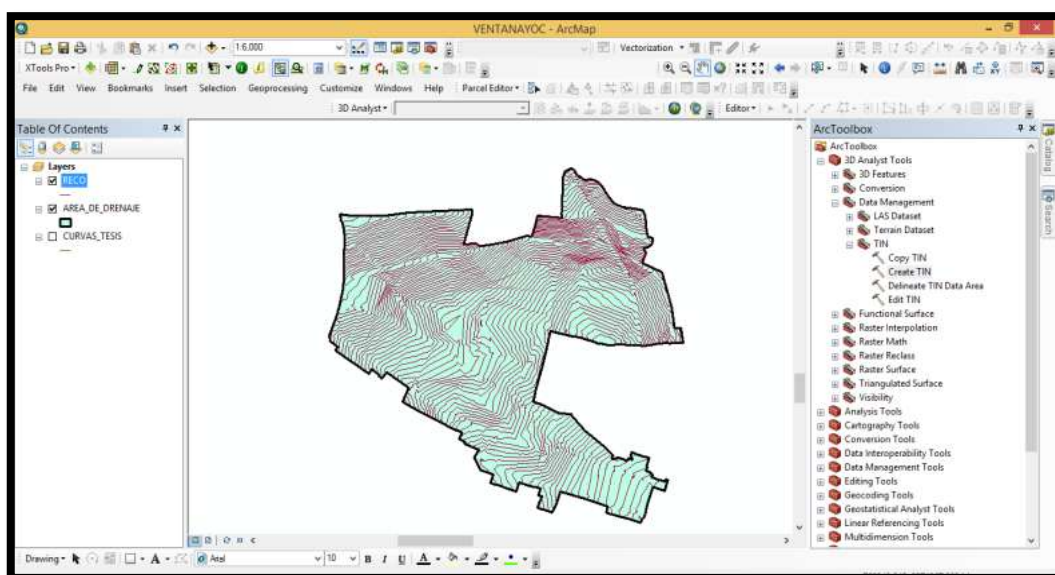 VENTANAYOC - ArcMap
1:6,000
Vectorization
XTools Pro
File Edit View Bookmarks Insert Selection Geoprocessing Customize Windows Help
Parcel Editor
3D Analyst
Editor
Table Of Contents
Layers
RECO
AREA_DE_DRENAJE
CURVAS_TESIS
ArcToolbox
ArcToolbox
3D Analyst Tools
3D Features
Conversion
Data Management
LAS Dataset
Terrain Dataset
TIN
Copy TIN
Create TIN
Delineate TIN Data Area
Edit TIN
Functional Surface
Raster Interpolation
Raster Math
Raster Reclass
Raster Surface
Triangulated Surface
Visibility
Analysis Tools
Cartography Tools
Conversion Tools
Data Interoperability Tools
Data Management Tools
Editing Tools
Geocoding Tools
Geostatistical Analyst Tools
Linear Referencing Tools
Multidimension Tools
Catalog
Search
Drawing
A
Arial
10
B I U A